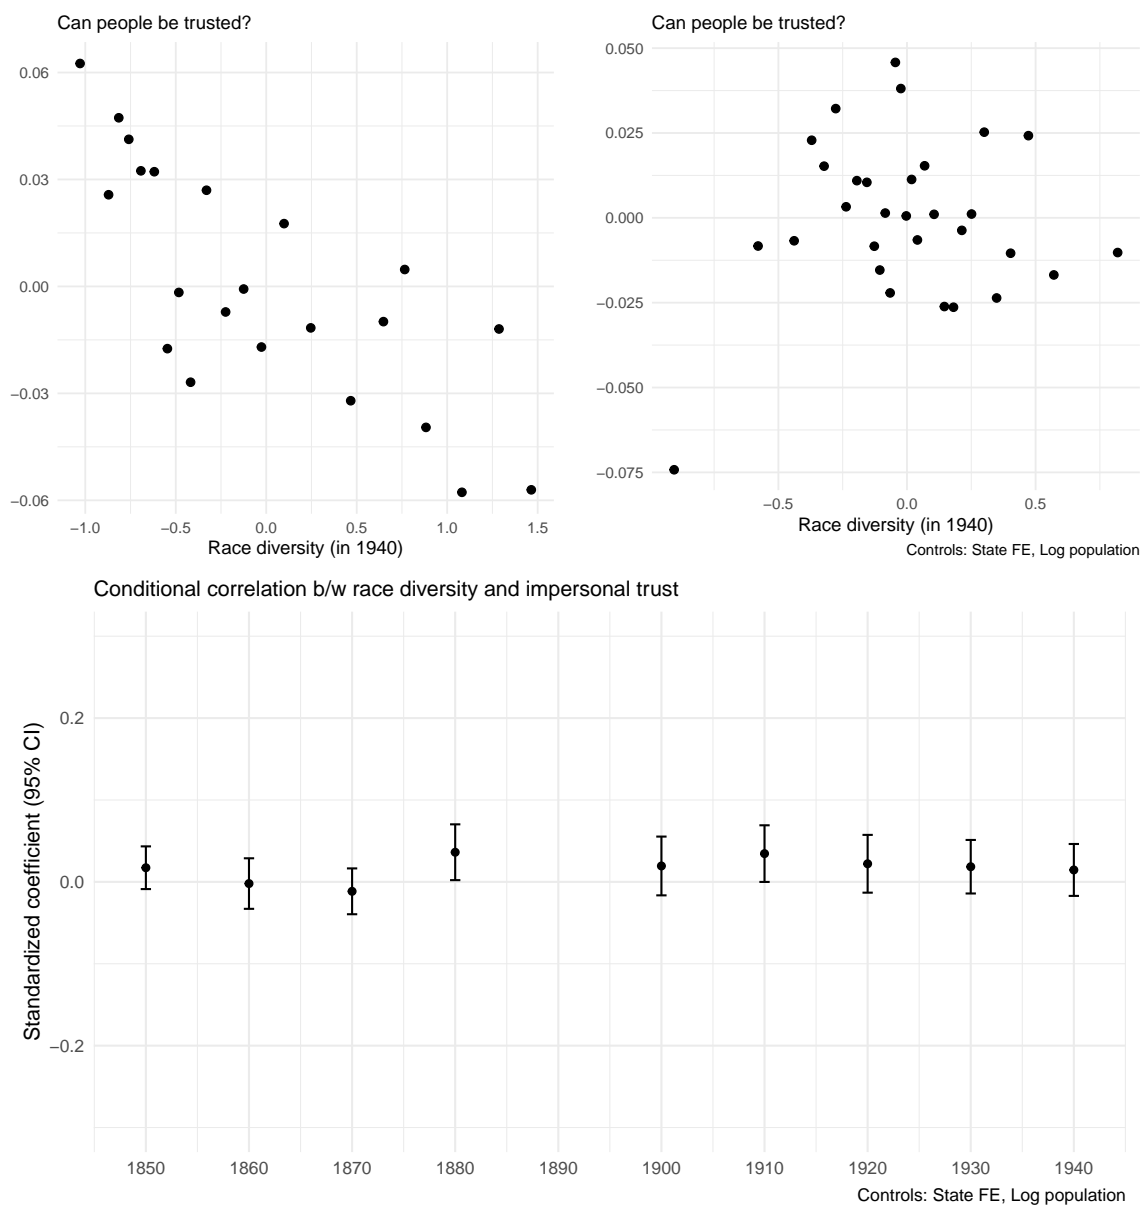 Can people be trusted?
0.06
0.03
0.00
−0.03
−0.06
−1.0 −0.5 0.0 0.5 1.0 1.5
Race diversity (in 1940)
Can people be trusted?
0.050
0.025
0.000
−0.025
−0.050
−0.075
−0.5 0.0 0.5
Race diversity (in 1940)
Controls: State FE, Log population
Conditional correlation b/w race diversity and impersonal trust
Standardized coefficient (95% CI)
0.2
0.0
−0.2
1850 1860 1870 1880 1890 1900 1910 1920 1930 1940
Controls: State FE, Log population